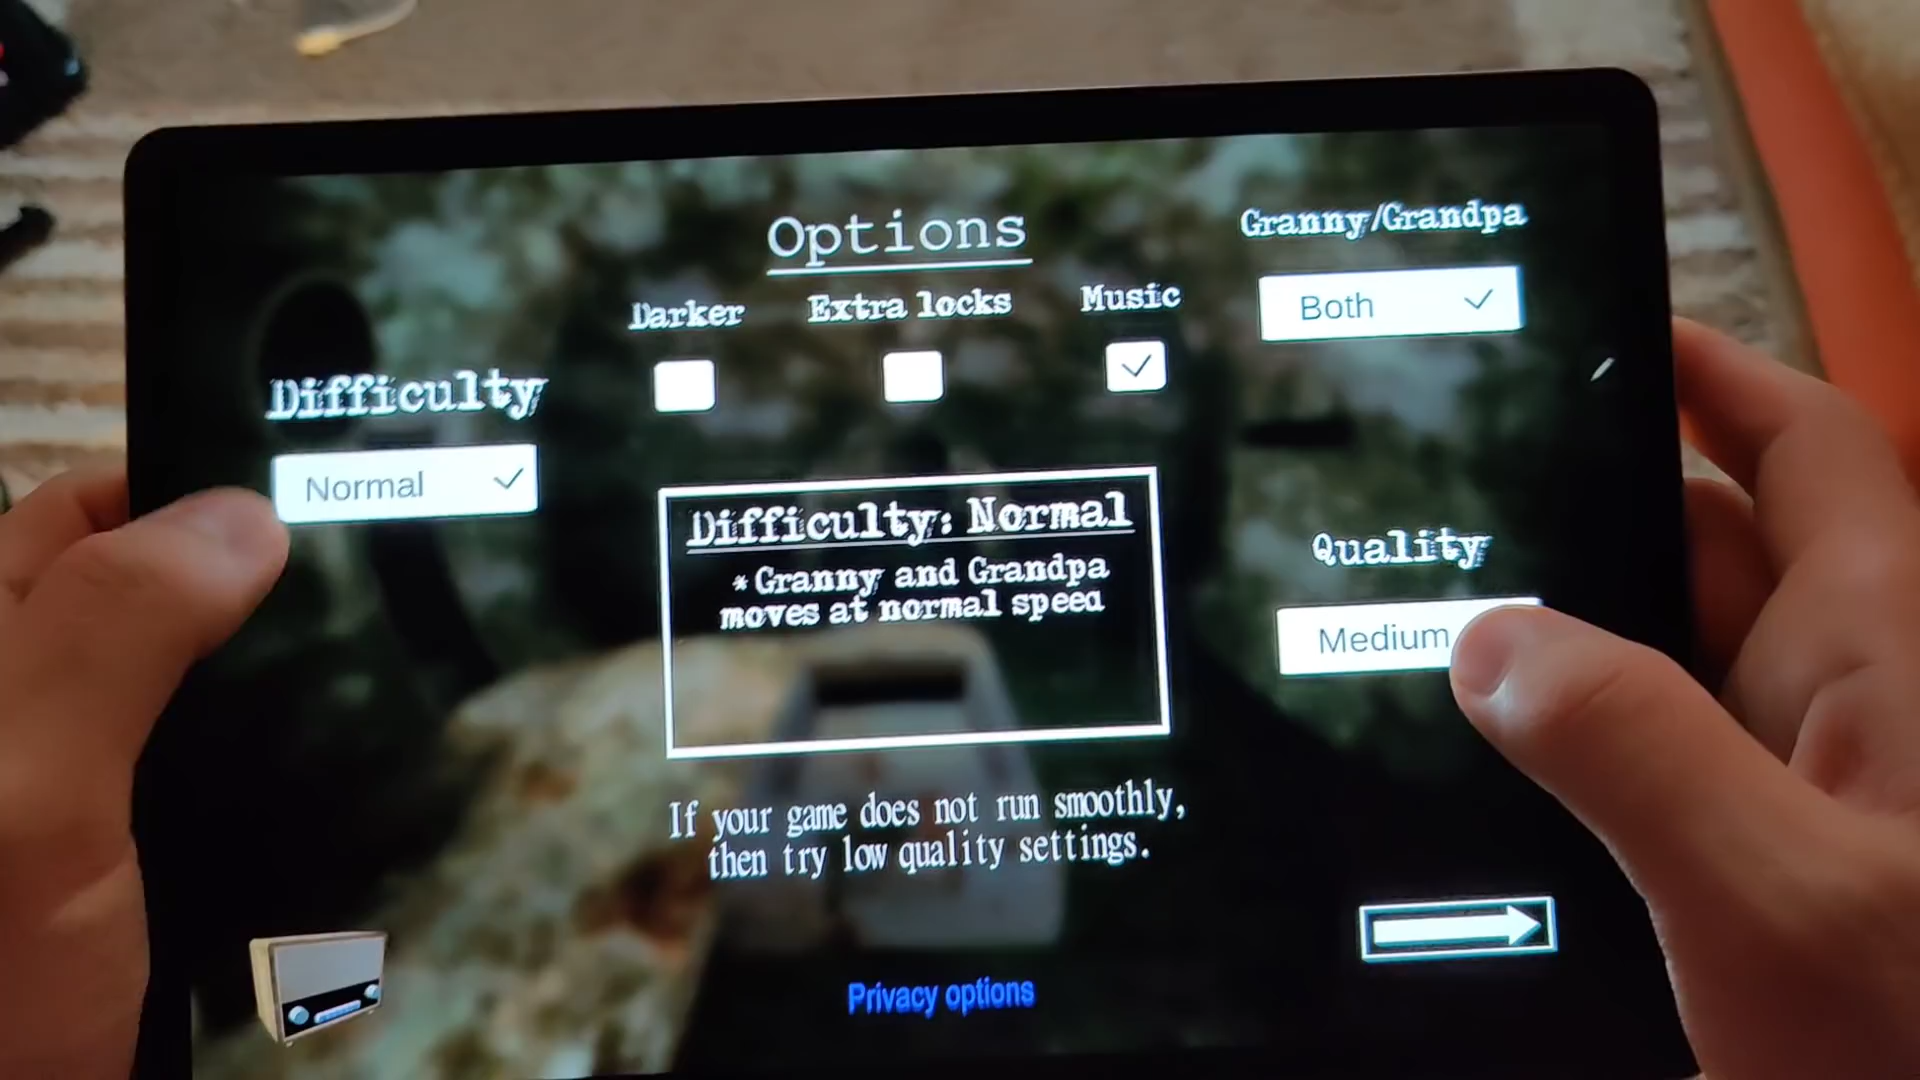 Options
Granny/Grandpa
Darker
Extra locks
Music
Both
Difficulty
Normal
Difficulty: Normal
* Granny and Grandpa
moves at normal speed
Quality
Medium
If your game does not run smoothly,
then try low quality settings.
Privacy options